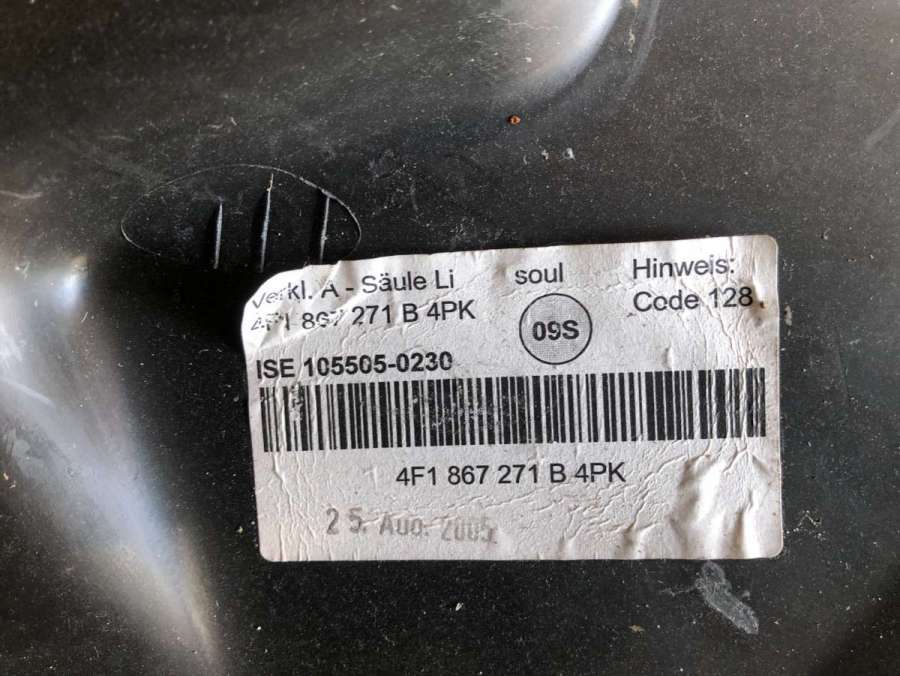 Verkl. A - Säule Li
4F1 867 271 B 4PK
soul
09S
Hinweis:
Code 128
ISE 105505-0230
4F1 867 271 B 4PK
25. AUG. 2005